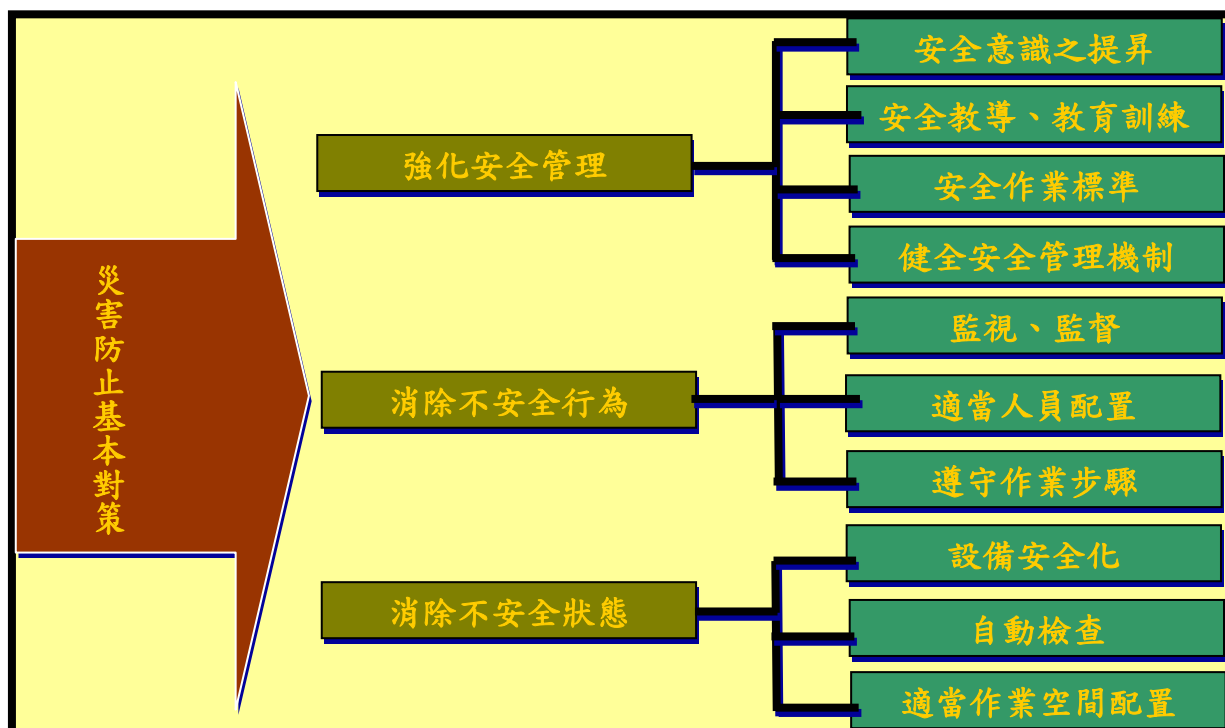 災害防止基本對策
強化安全管理
安全意識之提昇
安全教導、教育訓練
安全作業標準
健全安全管理機制
消除不安全行為
監視、監督
適當人員配置
遵守作業步驟
消除不安全狀態
設備安全化
自動檢查
適當作業空間配置